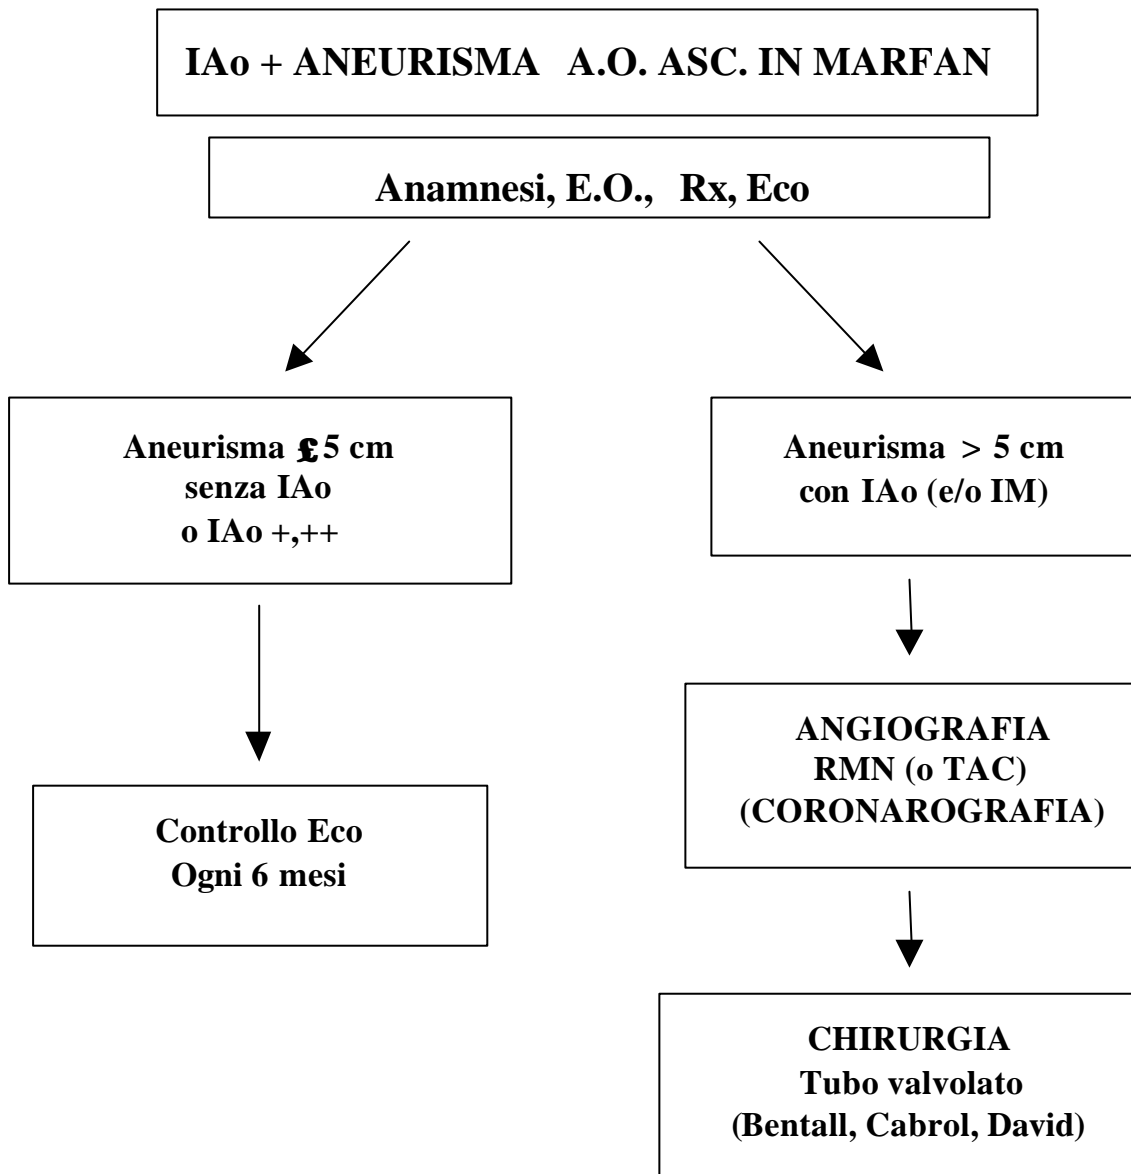 IAo + ANEURISMA A.O. ASC. IN MARFAN
Anamnesi, E.O., Rx, Eco
Aneurisma £ 5 cm
senza IAo
o IAo +,++
Aneurisma > 5 cm
con IAo (e/o IM)
Controllo Eco
Ogni 6 mesi
ANGIOGRAFIA
RMN (o TAC)
(CORONAROGRAFIA)
CHIRURGIA
Tubo valvolato
(Bentall, Cabrol, David)